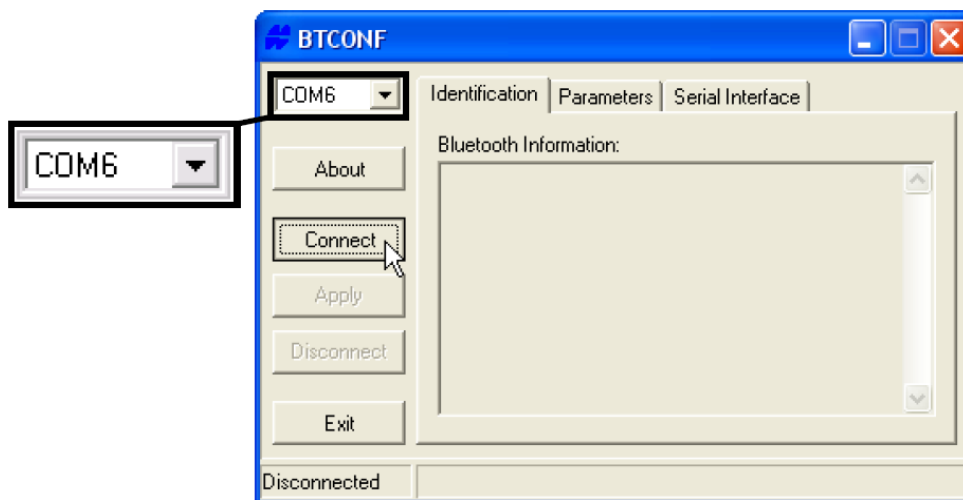 BTCONF
COM6
COM6
Identification Parameters Serial Interface
Bluetooth Information:
About
Connect
Apply
Disconnect
Exit
Disconnected